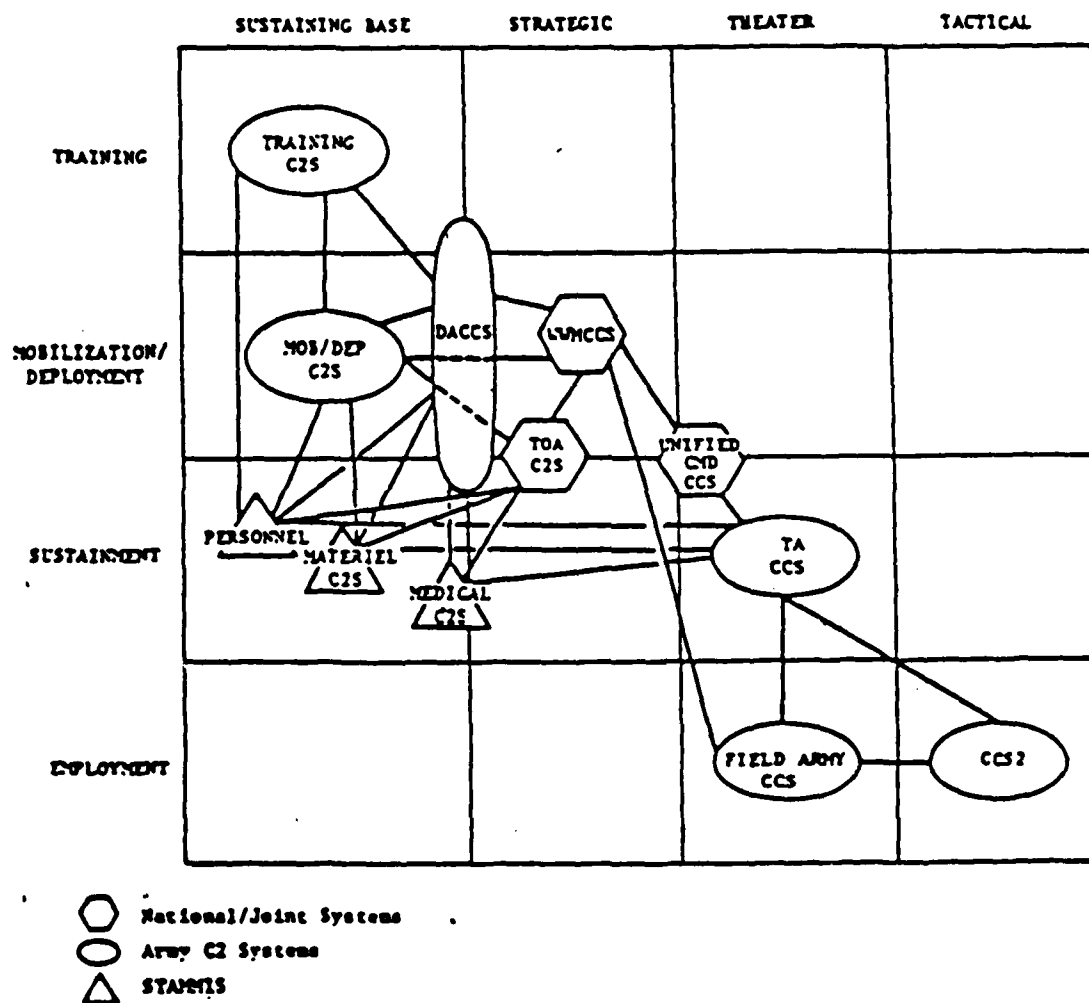 SUSTAINING BASE STRATEGIC THEATER TACTICAL
TRAINING
TRAINING
C2S
MOBILIZATION/
DEPLOYMENT
MOB/DEP
C2S
DACCS
WWMCCS
TOA
C2S
UNIFIED
CMD
CCS
SUSTAINMENT
PERSONNEL
MATERIEL
C2S
MEDICAL
C2S
TA
CCS
EMPLOYMENT
FIELD ARMY
CCS
CCS2
National/Joint Systems
Army C2 Systems
STAMMIS